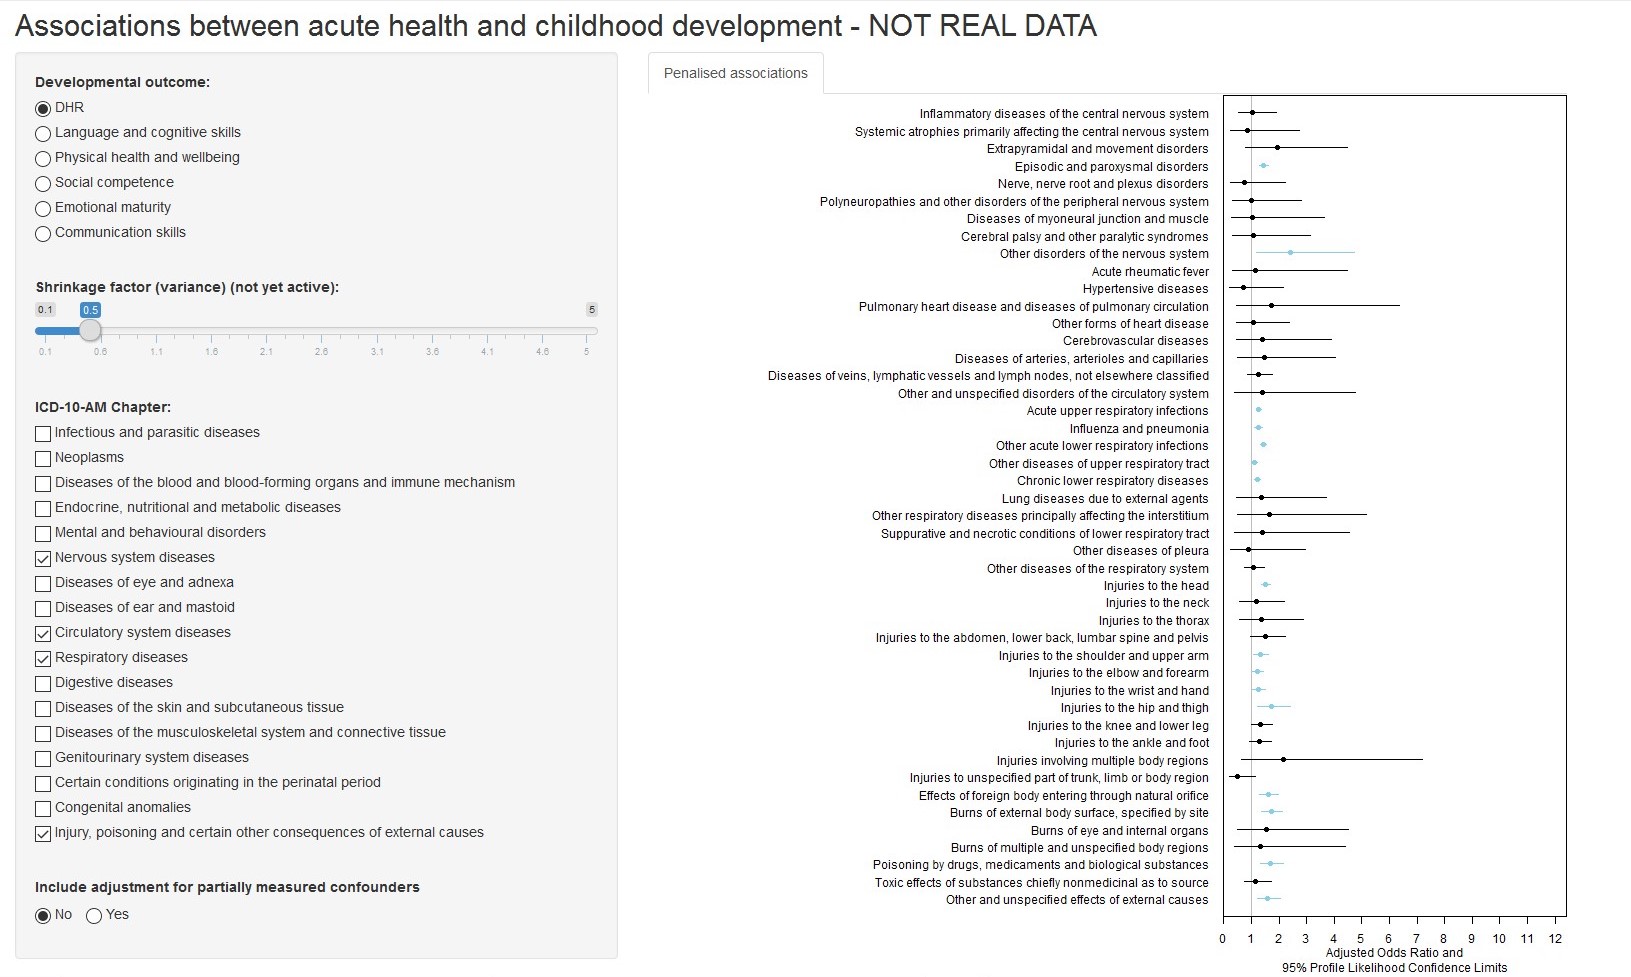 Associations between acute health and childhood development - NOT REAL DATA
Developmental outcome:
DHR
Language and cognitive skills
Physical health and wellbeing
Social competence
Emotional maturity
Communication skills
Shrinkage factor (variance) (not yet active):
0.1 0.5 5
0.1 0.6 1.1 1.6 2.1 2.6 3.1 3.6 4.1 4.6 5
ICD-10-AM Chapter:
Infectious and parasitic diseases
Neoplasms
Diseases of the blood and blood-forming organs and immune mechanism
Endocrine, nutritional and metabolic diseases
Mental and behavioural disorders
Nervous system diseases
Diseases of eye and adnexa
Diseases of ear and mastoid
Circulatory system diseases
Respiratory diseases
Digestive diseases
Diseases of the skin and subcutaneous tissue
Diseases of the musculoskeletal system and connective tissue
Genitourinary system diseases
Certain conditions originating in the perinatal period
Congenital anomalies
Injury, poisoning and certain other consequences of external causes
Include adjustment for partially measured confounders
No Yes
Penalised associations
Inflammatory diseases of the central nervous system
Systemic atrophies primarily affecting the central nervous system
Extrapyramidal and movement disorders
Episodic and paroxysmal disorders
Nerve, nerve root and plexus disorders
Polyneuropathies and other disorders of the peripheral nervous system
Diseases of myoneural junction and muscle
Cerebral palsy and other paralytic syndromes
Other disorders of the nervous system
Acute rheumatic fever
Hypertensive diseases
Pulmonary heart disease and diseases of pulmonary circulation
Other forms of heart disease
Cerebrovascular diseases
Diseases of arteries, arterioles and capillaries
Diseases of veins, lymphatic vessels and lymph nodes, not elsewhere classified
Other and unspecified disorders of the circulatory system
Acute upper respiratory infections
Influenza and pneumonia
Other acute lower respiratory infections
Other diseases of upper respiratory tract
Chronic lower respiratory diseases
Lung diseases due to external agents
Other respiratory diseases principally affecting the interstitium
Suppurative and necrotic conditions of lower respiratory tract
Other diseases of pleura
Other diseases of the respiratory system
Injuries to the head
Injuries to the neck
Injuries to the thorax
Injuries to the abdomen, lower back, lumbar spine and pelvis
Injuries to the shoulder and upper arm
Injuries to the elbow and forearm
Injuries to the wrist and hand
Injuries to the hip and thigh
Injuries to the knee and lower leg
Injuries to the ankle and foot
Injuries involving multiple body regions
Injuries to unspecified part of trunk, limb or body region
Effects of foreign body entering through natural orifice
Burns of external body surface, specified by site
Burns of eye and internal organs
Burns of multiple and unspecified body regions
Poisoning by drugs, medicaments and biological substances
Toxic effects of substances chiefly nonmedicinal as to source
Other and unspecified effects of external causes
0 1 2 3 4 5 6 7 8 9 10 11 12
Adjusted Odds Ratio and
95% Profile Likelihood Confidence Limits